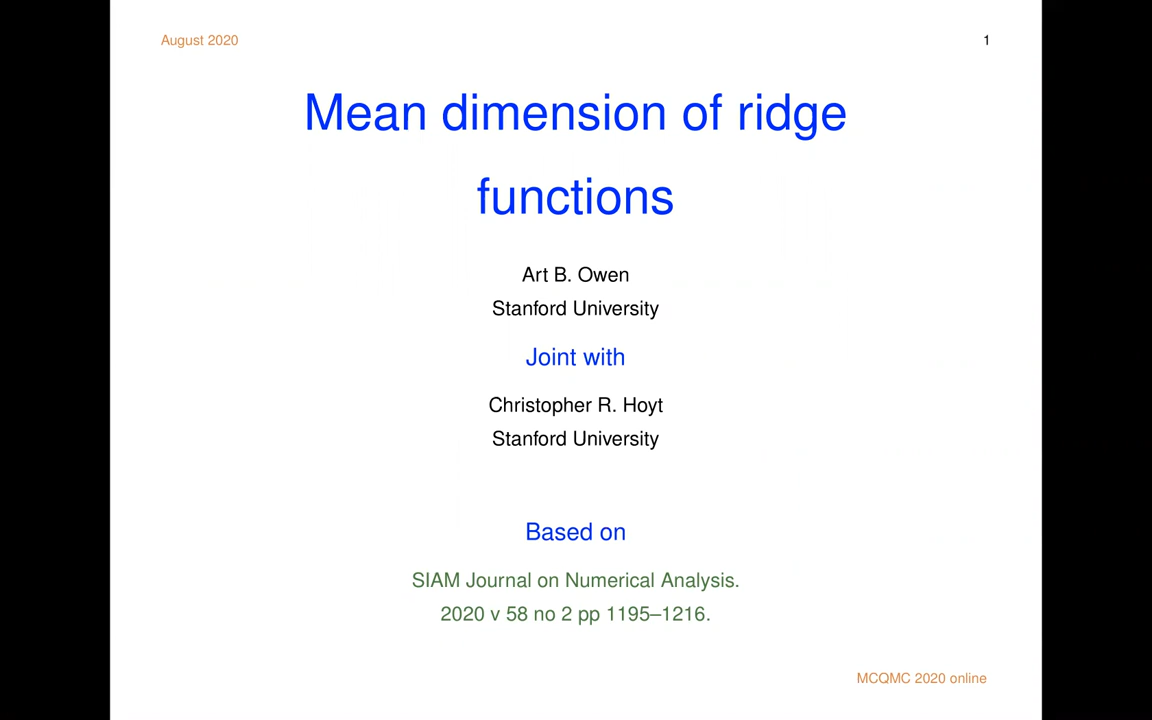 August 2020
1
Mean dimension of ridge
functions
Art B. Owen
Stanford University
Joint with
Christopher R. Hoyt
Stanford University
Based on
SIAM Journal on Numerical Analysis.
2020 v 58 no 2 pp 1195–1216.
MCQMC 2020 online